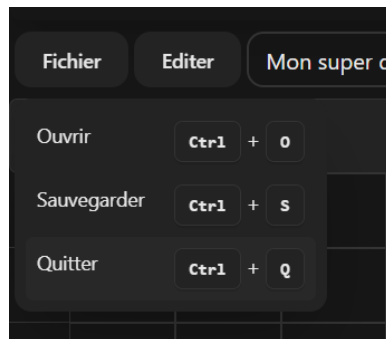 Fichier Editer Mon super
Ouvrir Ctrl + O
Sauvegarder Ctrl + S
Quitter Ctrl + Q